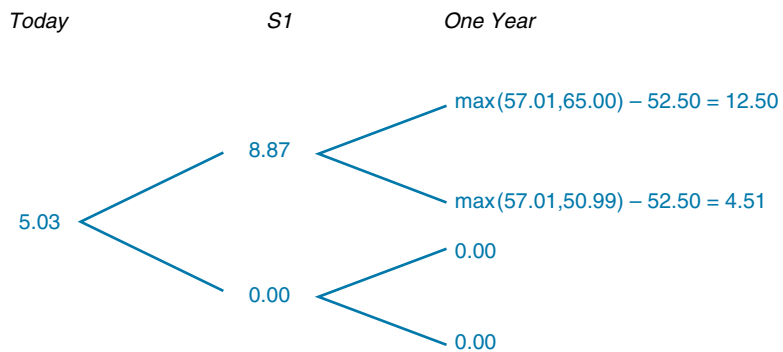 Today S1 One Year
max(57.01,65.00) – 52.50 = 12.50
8.87
max(57.01,50.99) – 52.50 = 4.51
5.03
0.00
0.00
0.00